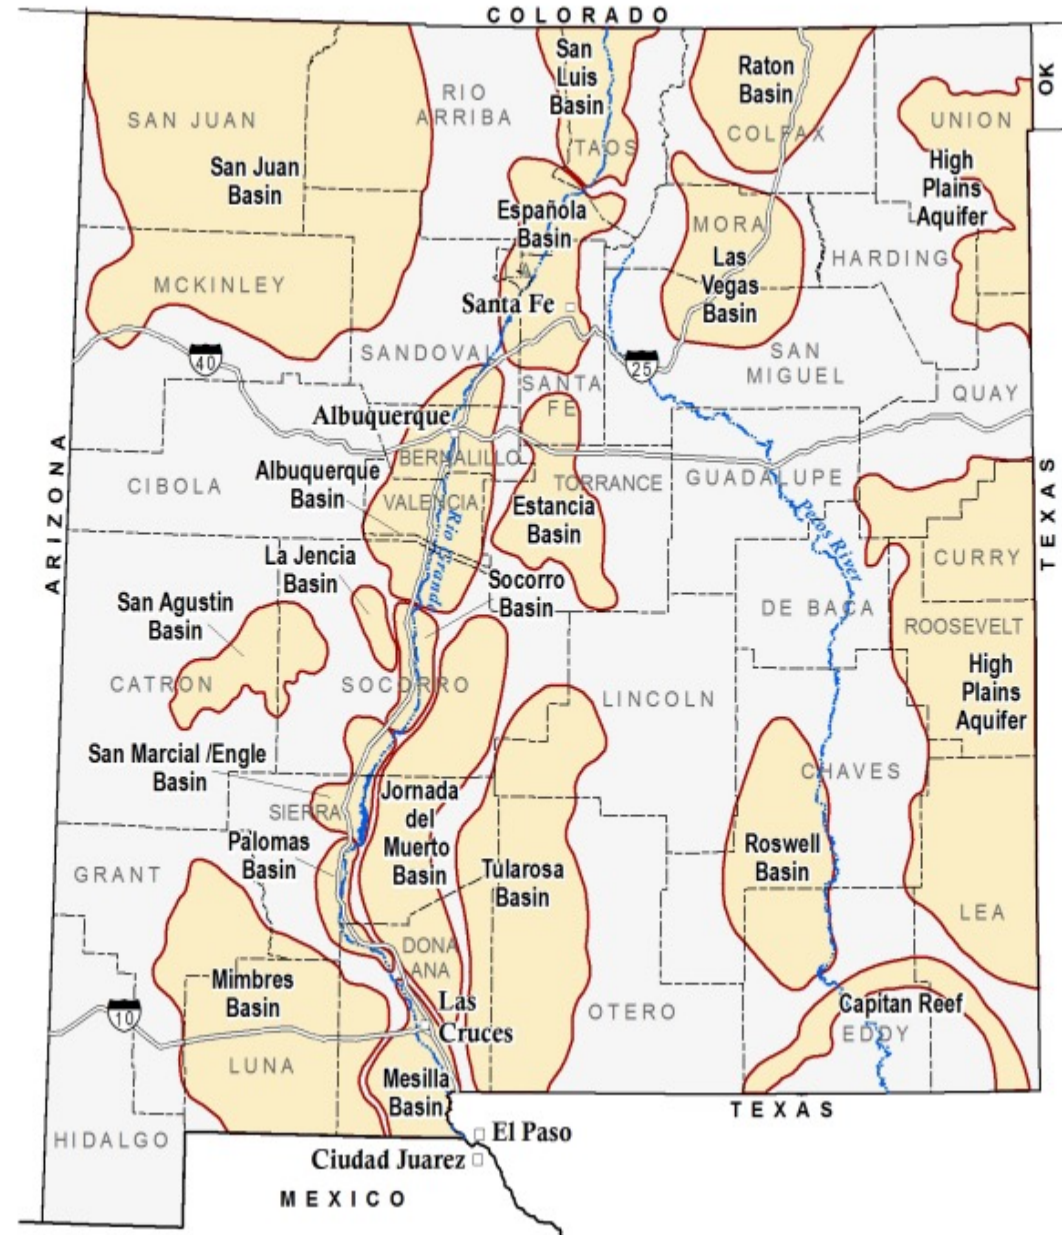 COLORADO
OK
San
Luis
Basin
Raton
Basin
RIO
ARRIBA
SAN JUAN
COLFAX
UNION
TAOS
San Juan
Basin
High
Plains
Aquifer
Española
Basin
MORA
Las
Vegas
Basin
HARDING
MCKINLEY
LA
Santa Fe
SANDOVAL
SAN
MIGUEL
40
25
SANTA
FE
QUAY
Albuquerque
BERNALILLO
Albuquerque
Basin
CIBOLA
VALENCIA
TORRANCE
GUADALUPE
Estancia
Basin
Rio Grande
Pecos River
ARIZONA
TEXAS
La Jencia
Basin
Socorro
Basin
CURRY
San Agustin
Basin
DE BACA
ROOSEVELT
High
Plains
Aquifer
CATRON
SOCORRO
LINCOLN
San Marcial /Engle
Basin
CHAVES
SIERRA
Jornada
del
Muerto
Basin
Palomas
Basin
Roswell
Basin
GRANT
Tularosa
Basin
LEA
DONA
ANA
Mimbres
Basin
Las
Cruces
10
OTERO
Capitan Reef
EDDY
LUNA
Mesilla
Basin
TEXAS
HIDALGO
El Paso
Ciudad Juarez
MEXICO